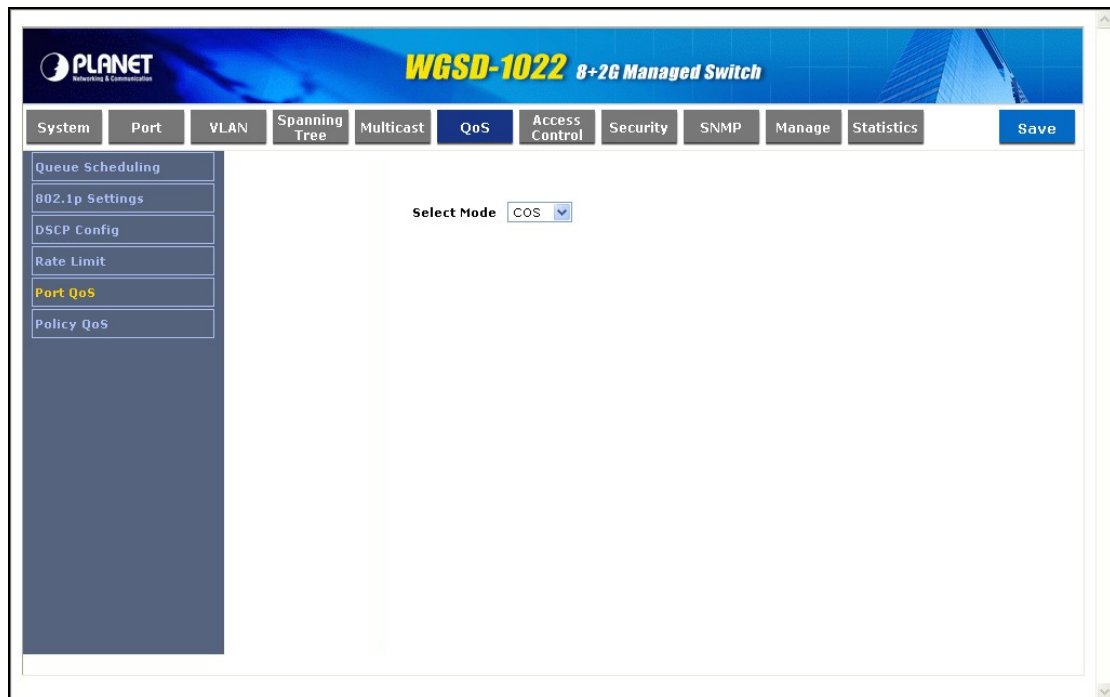 PLANET
Networking & Communication
WGSD-1022 8+2G Managed Switch
System
Port
VLAN
Spanning Tree
Multicast
QoS
Access Control
Security
SNMP
Manage
Statistics
Save
Queue Scheduling
802.1p Settings
DSCP Config
Rate Limit
Port QoS
Policy QoS
Select Mode COS